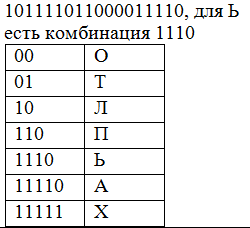 101111011000011110, для Ь
есть комбинация 1110
00 О
01 Т
10 Л
110 П
1110 Ь
11110 А
11111 Х